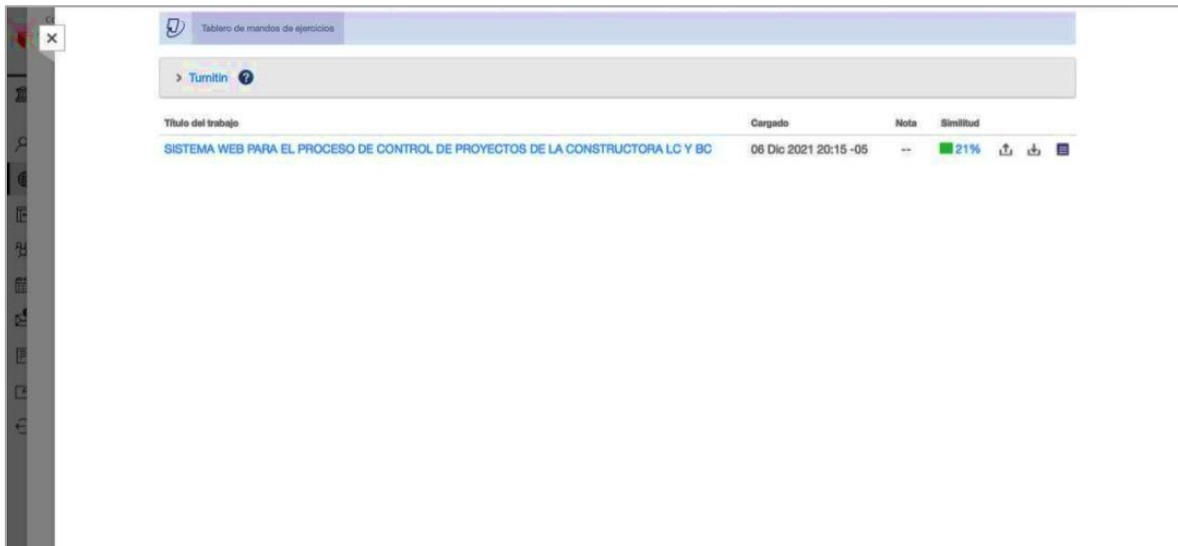 Tablero de mandos de ejercicios
Turnitin ?
Título del trabajo Cargado Nota Similitud
SISTEMA WEB PARA EL PROCESO DE CONTROL DE PROYECTOS DE LA CONSTRUCTORA LC Y BC 06 Dic 2021 20:15 -05 -- 21%